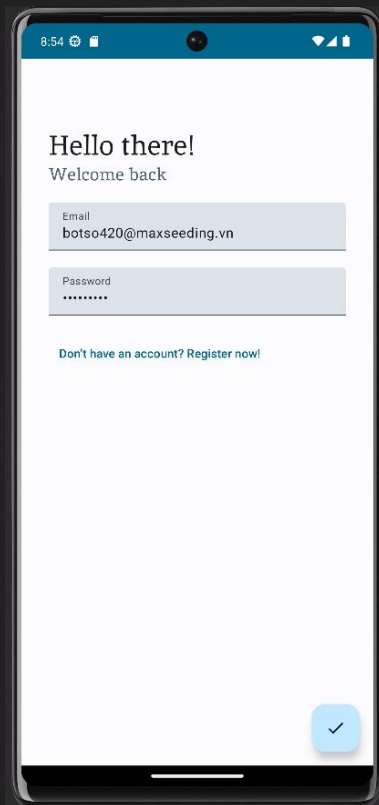 8:54
Hello there!
Welcome back
Email
botso420@maxseeding.vn
Password
•••••••••
Don't have an account? Register now!